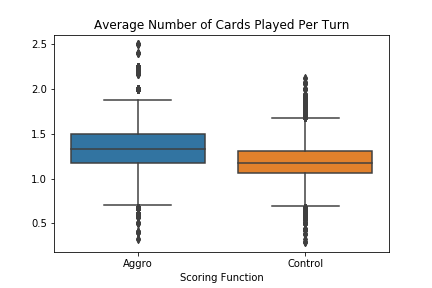 Average Number of Cards Played Per Turn
2.5
2.0
1.5
1.0
0.5
Aggro Control
Scoring Function